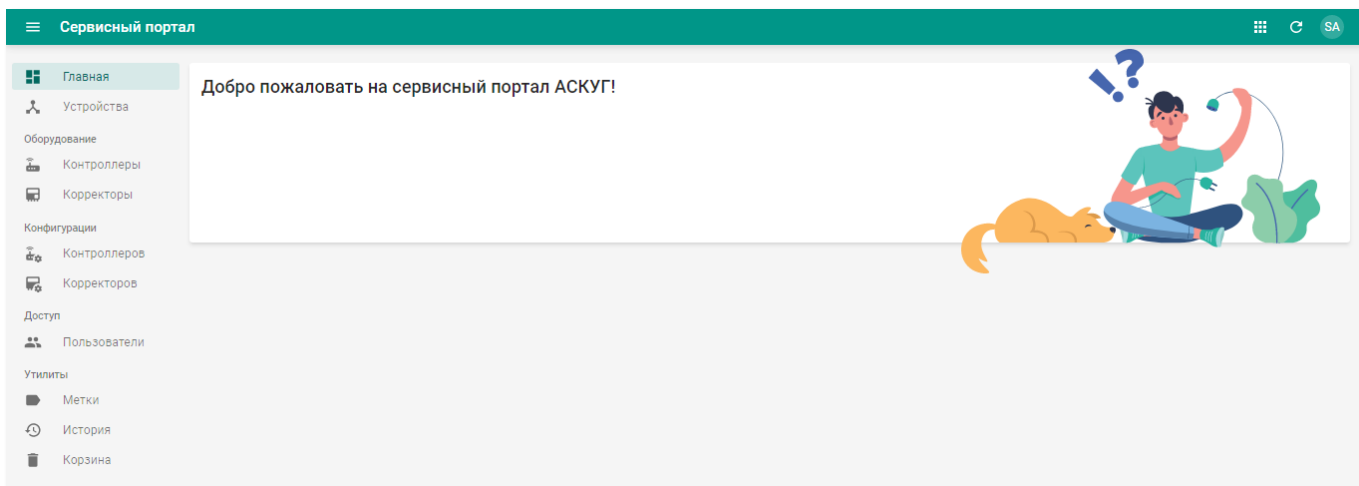 Сервисный портал
SA
Главная
Устройства
Оборудование
Контроллеры
Корректоры
Конфигурации
Контроллеров
Корректоров
Доступ
Пользователи
Утилиты
Метки
История
Корзина
Добро пожаловать на сервисный портал АСКУГ!
!?